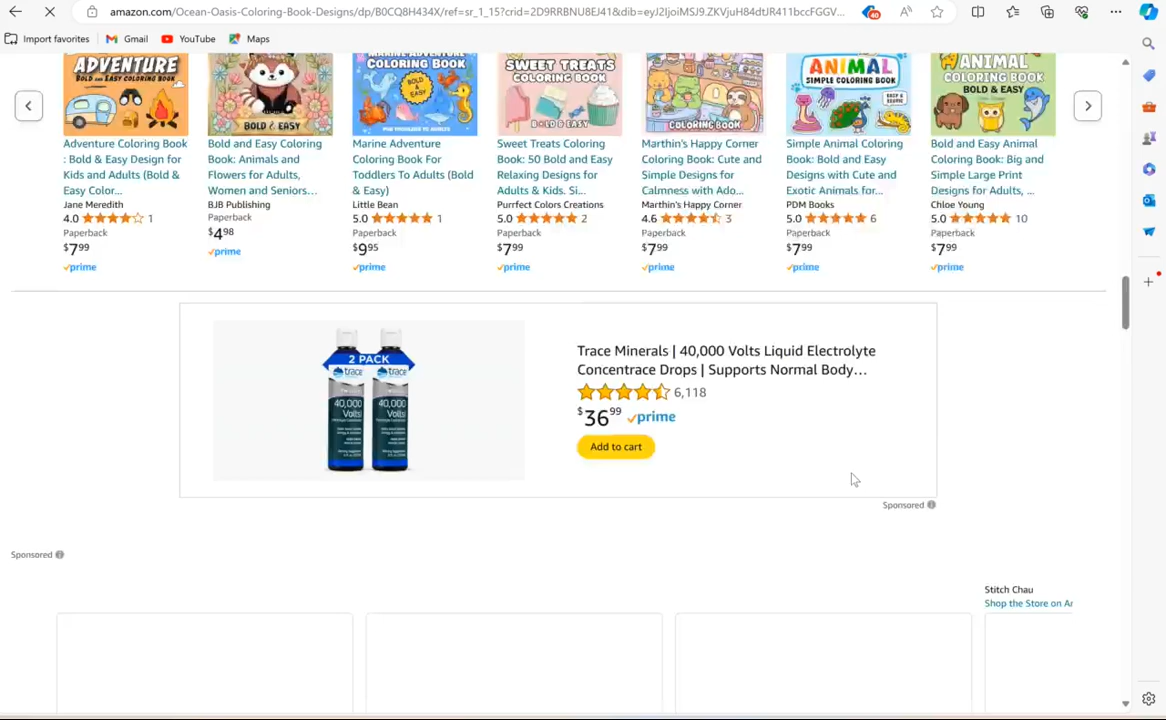 amazon.com/Ocean-Oasis-Coloring-Book-Designs/dp/B0CQ8H434X/ref=sr_1_15?crid=2D9RRBNU8EJ41&dib=eyJ2IjoiMSJ9.ZKVjuH84dtJR411bccFGGV...
40
Import favorites
Gmail
YouTube
Maps
ADVENTURE
BOLD and EASY COLORING BOOK
BOLD & EASY
COLORING BOOK
BOLD & EASY
FOR TODDLERS TO ADULTS
SWEET TREATS
COLORING BOOK
BOLD & EASY
COLORING BOOK
ANIMAL
SIMPLE COLORING BOOK
ANIMAL
COLORING BOOK
BOLD & EASY
Adventure Coloring Book
: Bold & Easy Design for
Kids and Adults (Bold &
Easy Color...
Jane Meredith
4.0 1
Paperback
$7.99
prime
Bold and Easy Coloring
Book: Animals and
Flowers for Adults,
Women and Seniors...
BJB Publishing
Paperback
$4.98
prime
Marine Adventure
Coloring Book For
Toddlers To Adults (Bold
& Easy)
Little Bean
5.0 1
Paperback
$9.95
prime
Sweet Treats Coloring
Book: 50 Bold and Easy
Relaxing Designs for
Adults & Kids. Si...
Purrfect Colors Creations
5.0 2
Paperback
$7.99
prime
Marthin's Happy Corner
Coloring Book: Cute and
Simple Designs for
Calmness with Ado...
Marthin's Happy Corner
4.6 3
Paperback
$7.99
prime
Simple Animal Coloring
Book: Bold and Easy
Designs with Cute and
Exotic Animals for...
PDM Books
5.0 6
Paperback
$7.99
prime
Bold and Easy Animal
Coloring Book: Big and
Simple Large Print
Designs for Adults, ...
Chloe Young
5.0 10
Paperback
$7.99
prime
2 PACK
trace
trace
40,000
Volts!
40,000
Volts!
Trace Minerals | 40,000 Volts Liquid Electrolyte
Concentrace Drops | Supports Normal Body...
6,118
$36.99 prime
Add to cart
Sponsored
Sponsored
Stitch Chau
Shop the Store on Ar